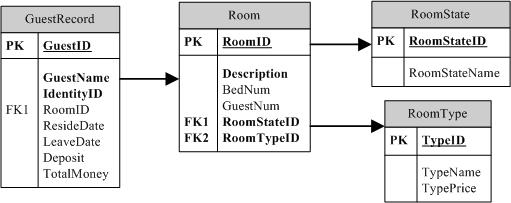 GuestRecord
PK GuestID
GuestName
IdentityID
FK1 RoomID
ResideDate
LeaveDate
Deposit
TotalMoney
Room
PK RoomID
Description
BedNum
GuestNum
FK1 RoomStateID
FK2 RoomTypeID
RoomState
PK RoomStateID
RoomStateName
RoomType
PK TypeID
TypeName
TypePrice